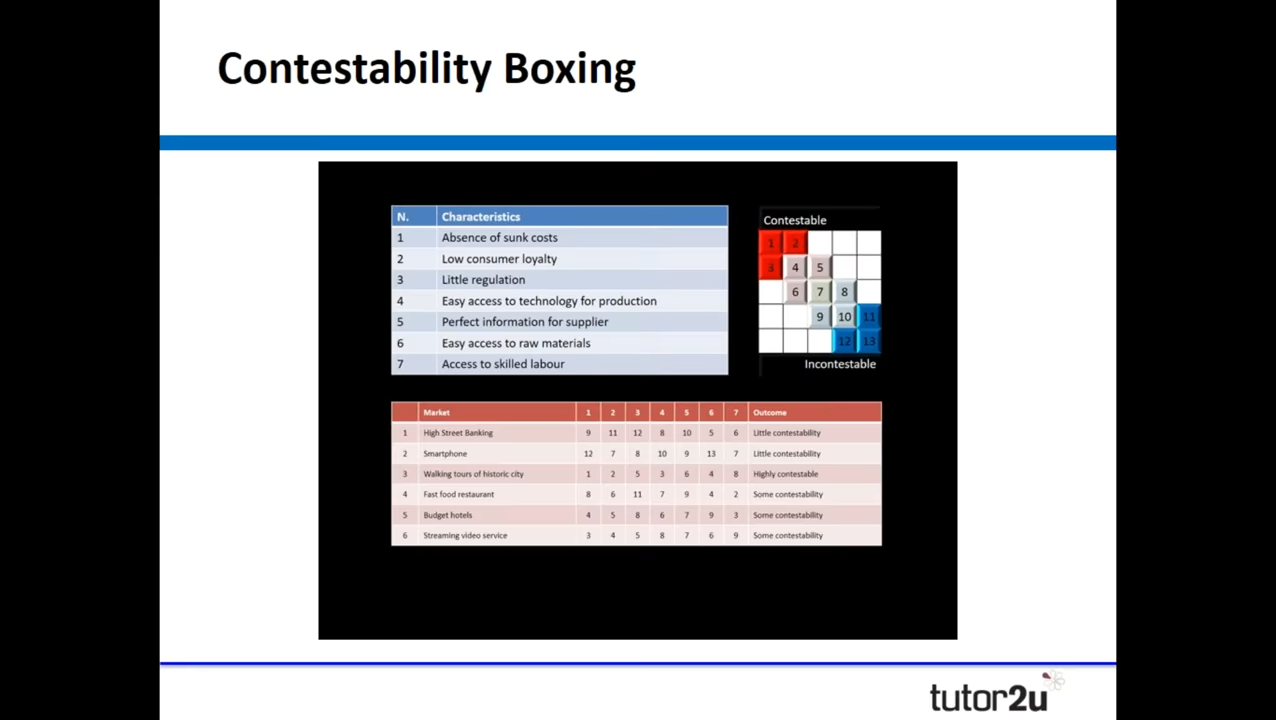 Contestability Boxing
N. Characteristics
1 Absence of sunk costs
2 Low consumer loyalty
3 Little regulation
4 Easy access to technology for production
5 Perfect information for supplier
6 Easy access to raw materials
7 Access to skilled labour
Contestable
1 2
3 4 5
6 7 8
9 10 11
12 13
Incontestable
Market 1 2 3 4 5 6 7 Outcome
1 High Street Banking 9 11 12 8 10 5 6 Little contestability
2 Smartphone 12 7 8 10 9 13 7 Little contestability
3 Walking tours of historic city 1 2 5 3 6 4 8 Highly contestable
4 Fast food restaurant 8 6 11 7 9 4 2 Some contestability
5 Budget hotels 4 5 8 6 7 9 3 Some contestability
6 Streaming video service 3 4 5 8 7 6 9 Some contestability
tutor2u